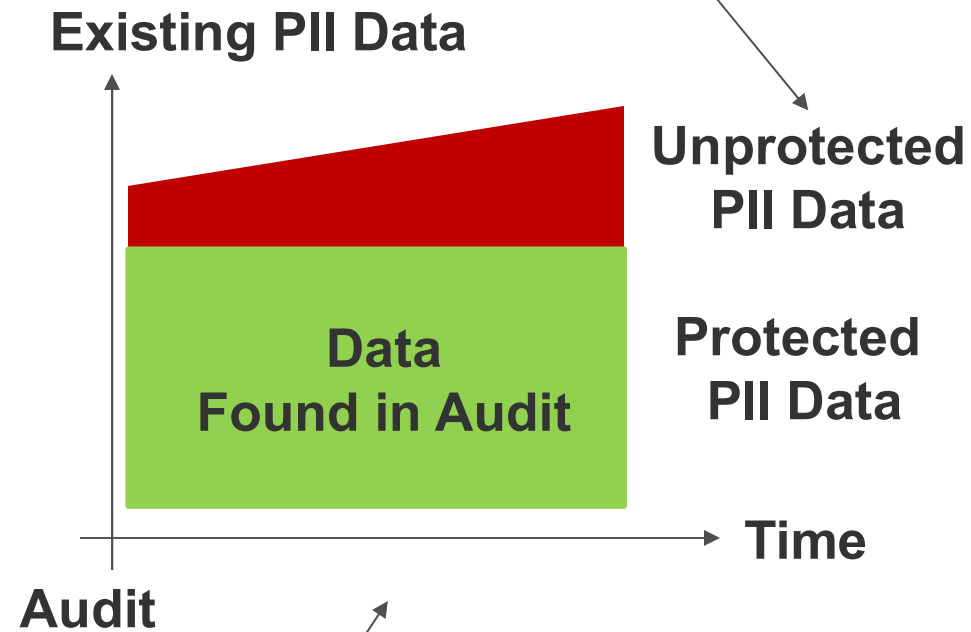 Existing PII Data
Unprotected
PII Data
Data
Found in Audit
Protected
PII Data
Time
Audit